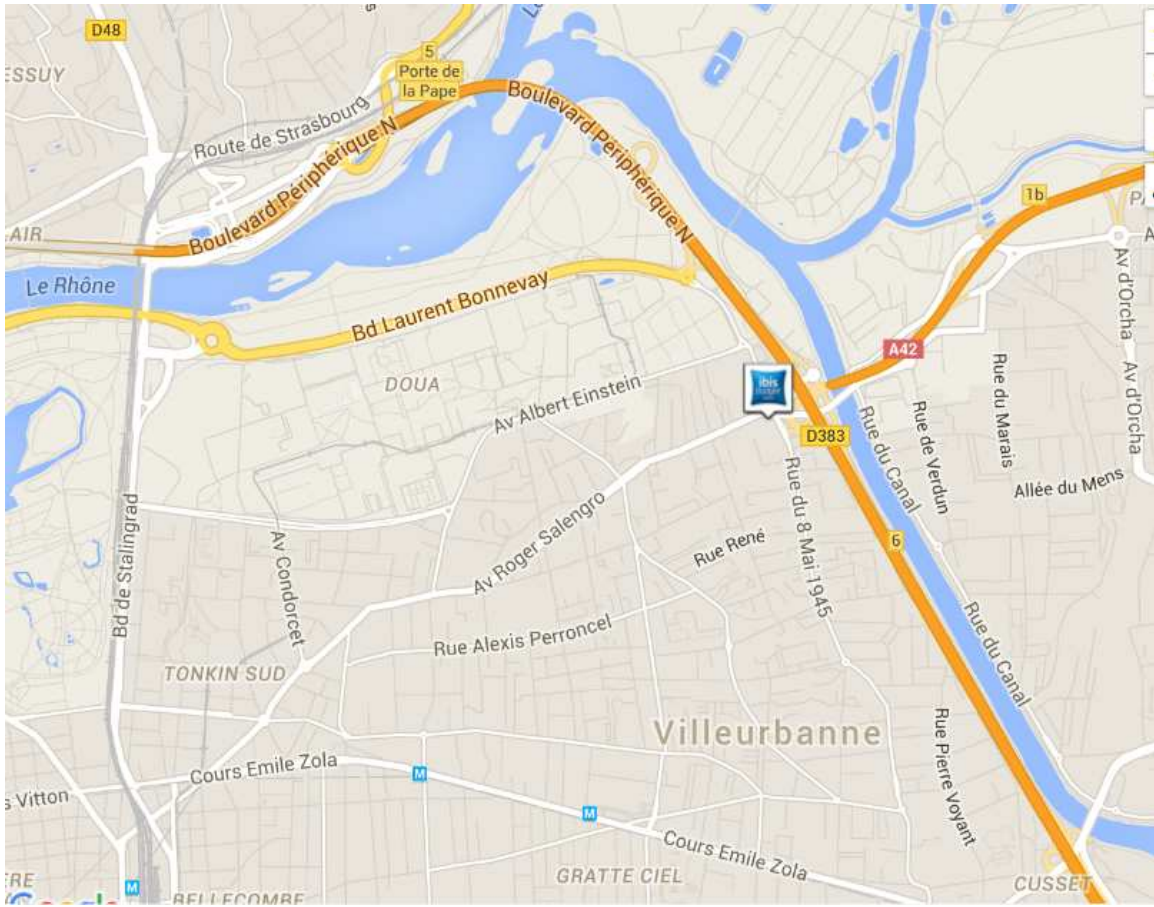 D48
5
Porte de
la Pape
ESSUY
Route de Strasbourg
Boulevard Périphérique N
Boulevard Périphérique N
1b
AIR
Le Rhône
Bd Laurent Bonnevay
Av d'Orcha
A42
DOUA
ibis
budget
Av Albert Einstein
D383
Rue du Marais
Av d'Orcha
Rue du Canal
Rue de Verdun
Allée du Mens
Bd de Stalingrad
Av Condorcet
Av Roger Salengro
Rue René
Rue du 8 Mai 1945
6
Rue Alexis Perroncel
Rue du Canal
TONKIN SUD
Villeurbanne
Rue Pierre Voyant
Cours Emile Zola
M
s Vitton
M
Cours Emile Zola
GRATTE CIEL
CUSSET
ERE
M
BELLECOMBE
Google